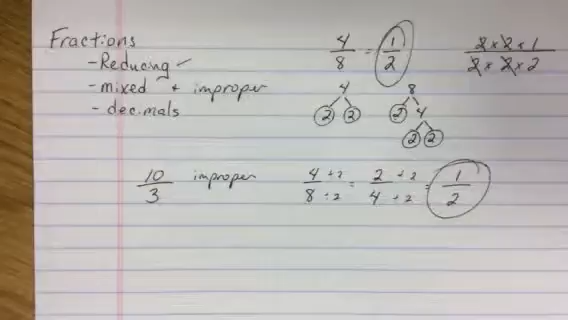 Fractions
- Reducing ✓
- mixed + improper
- decimals
4/8 = 1/2
2 x 2 x 1 / 2 x 2 x 2
4 8
2 2 2 4
2 2
10/3 improper
4 ÷ 2 / 8 ÷ 2 = 2 ÷ 2 / 4 ÷ 2 = 1/2